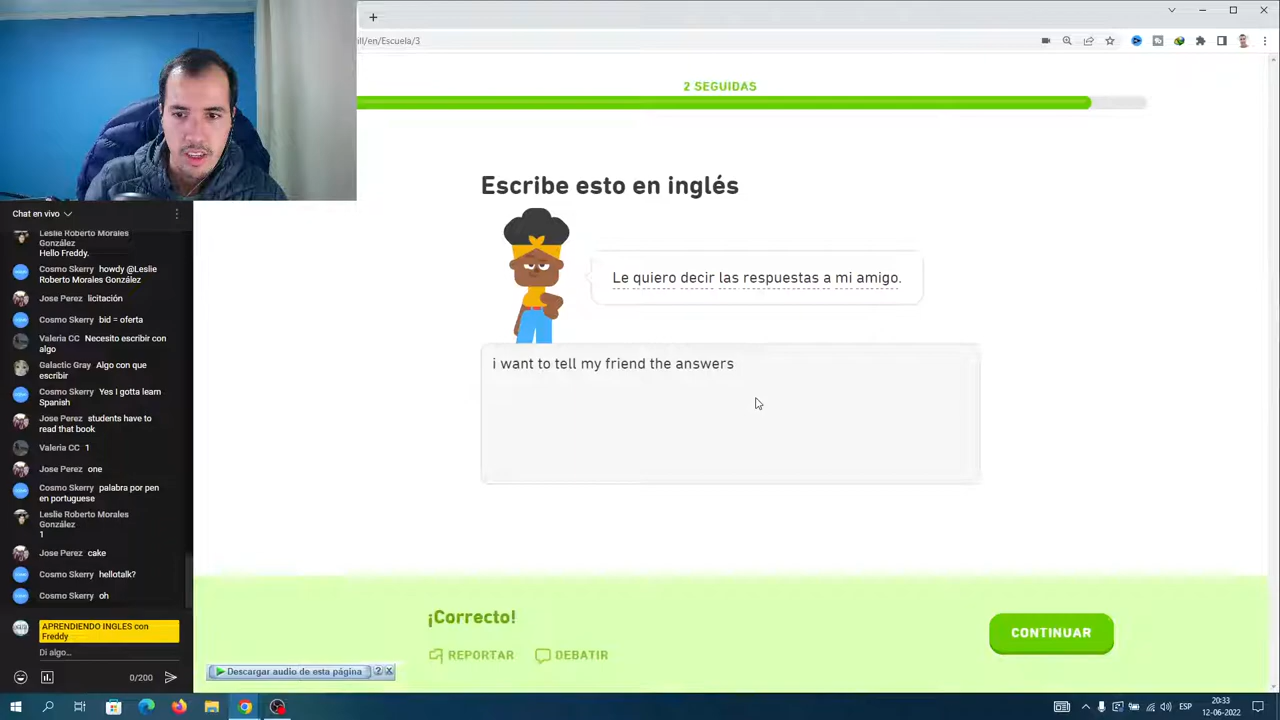 ill/en/Escuela/3
2 SEGUIDAS
Escribe esto en inglés
Le quiero decir las respuestas a mi amigo.
i want to tell my friend the answers
Chat en vivo
Leslie Roberto Morales
González
Hello Freddy.
Cosmo Skerry howdy @Leslie
Roberto Morales González
Jose Perez licitación
Cosmo Skerry bid = oferta
Valeria CC Necesito escribir con
algo
Galactic Gray Algo con que
escribir
Cosmo Skerry Yes I gotta learn
Spanish
Jose Perez students have to
read that book
Valeria CC 1
Jose Perez one
Cosmo Skerry palabra por pen
en portuguese
Leslie Roberto Morales
González
1
Jose Perez cake
Cosmo Skerry hellotalk?
Cosmo Skerry oh
APRENDIENDO INGLES con
Freddy
Di algo...
0/200
¡Correcto!
REPORTAR
DEBATIR
CONTINUAR
Descargar audio de esta página
?
ESP
20:33
12-06-2022